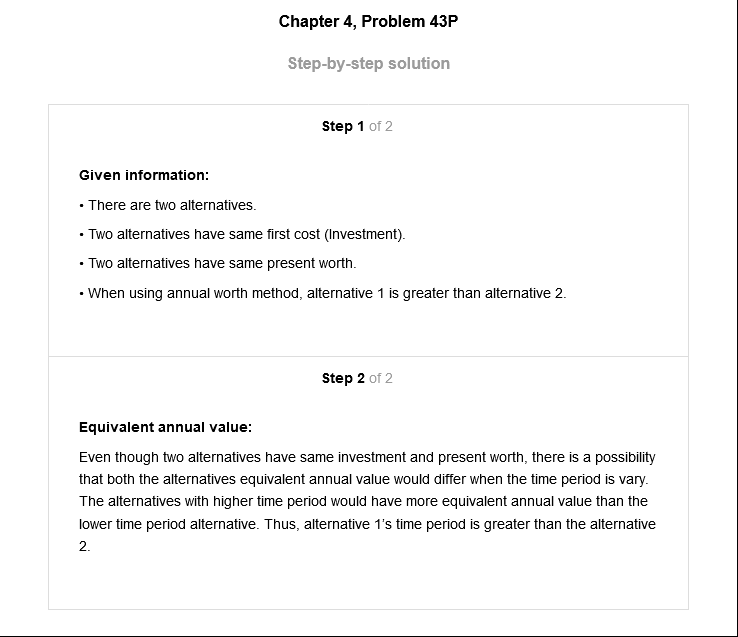 Chapter 4, Problem 43P
Step-by-step solution
Step 1 of 2
Given information:
• There are two alternatives.
• Two alternatives have same first cost (Investment).
• Two alternatives have same present worth.
• When using annual worth method, alternative 1 is greater than alternative 2.
Step 2 of 2
Equivalent annual value:
Even though two alternatives have same investment and present worth, there is a possibility
that both the alternatives equivalent annual value would differ when the time period is vary.
The alternatives with higher time period would have more equivalent annual value than the
lower time period alternative. Thus, alternative 1's time period is greater than the alternative
2.